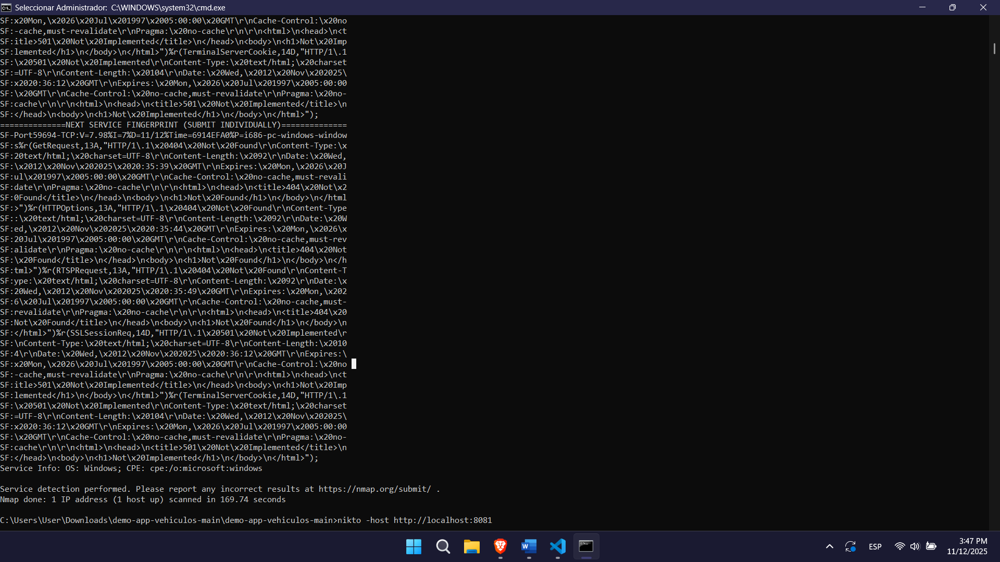 Seleccionar Administrador: C:\WINDOWS\system32\cmd.exe
SF:x20Mon,\x2026\x20Jul\x201997\x2005:00:00\x20GMT\r\nCache-Control:\x20no
SF:-cache,must-revalidate\r\nPragma:\x20no-cache\r\n\r\n<html>\n<head>\n<t
SF:itle>501\x20Not\x20Implemented</title>\n</head>\n<body>\n<h1>Not\x20Imp
SF:lemented</h1>\n</body>\n</html>")%r(TerminalServerCookie,14D,"HTTP/1\.1
SF:\x20501\x20Not\x20Implemented\r\nContent-Type:\x20text/html;\x20charset
SF:=UTF-8\r\nContent-Length:\x20104\r\nDate:\x20Wed,\x2012\x20Nov\x202025\
SF:x2020:36:12\x20GMT\r\nExpires:\x20Mon,\x2026\x20Jul\x201997\x2005:00:00
SF:\x20GMT\r\nCache-Control:\x20no-cache,must-revalidate\r\nPragma:\x20no-
SF:cache\r\n\r\n<html>\n<head>\n<title>501\x20Not\x20Implemented</title>\n
SF:</head>\n<body>\n<h1>Not\x20Implemented</h1>\n</body>\n</html>");
==============NEXT SERVICE FINGERPRINT (SUBMIT INDIVIDUALLY)==============
SF-Port59694-TCP:V=7.98%I=7%D=11/12%Time=6914EFA0%P=i686-pc-windows-window
SF:s%r(GetRequest,13A,"HTTP/1\.1\x20404\x20Not\x20Found\r\nContent-Type:\x
SF:20text/html;\x20charset=UTF-8\r\nContent-Length:\x2092\r\nDate:\x20Wed,
SF:\x2012\x20Nov\x202025\x2020:35:39\x20GMT\r\nExpires:\x20Mon,\x2026\x20J
SF:ul\x201997\x2005:00:00\x20GMT\r\nCache-Control:\x20no-cache,must-revali
SF:date\r\nPragma:\x20no-cache\r\n\r\n<html>\n<head>\n<title>404\x20Not\x2
SF:0Found</title>\n</head>\n<body>\n<h1>Not\x20Found</h1>\n</body>\n</html
SF:>")%r(HTTPOptions,13A,"HTTP/1\.1\x20404\x20Not\x20Found\r\nContent-Type
SF::\x20text/html;\x20charset=UTF-8\r\nContent-Length:\x2092\r\nDate:\x20W
SF:ed,\x2012\x20Nov\x202025\x2020:35:44\x20GMT\r\nExpires:\x20Mon,\x2026\x
SF:20Jul\x201997\x2005:00:00\x20GMT\r\nCache-Control:\x20no-cache,must-rev
SF:alidate\r\nPragma:\x20no-cache\r\n\r\n<html>\n<head>\n<title>404\x20Not
SF:\x20Found</title>\n</head>\n<body>\n<h1>Not\x20Found</h1>\n</body>\n</h
SF:tml>")%r(RTSPRequest,13A,"HTTP/1\.1\x20404\x20Not\x20Found\r\nContent-T
SF:ype:\x20text/html;\x20charset=UTF-8\r\nContent-Length:\x2092\r\nDate:\x
SF:20Wed,\x2012\x20Nov\x202025\x2020:35:49\x20GMT\r\nExpires:\x20Mon,\x202
SF:6\x20Jul\x201997\x2005:00:00\x20GMT\r\nCache-Control:\x20no-cache,must-
SF:revalidate\r\nPragma:\x20no-cache\r\n\r\n<html>\n<head>\n<title>404\x20
SF:Not\x20Found</title>\n</head>\n<body>\n<h1>Not\x20Found</h1>\n</body>\n
SF:</html>")%r(SSLSessionReq,14D,"HTTP/1\.1\x20501\x20Not\x20Implemented\r
SF:\nContent-Type:\x20text/html;\x20charset=UTF-8\r\nContent-Length:\x2010
SF:4\r\nDate:\x20Wed,\x2012\x20Nov\x202025\x2020:36:12\x20GMT\r\nExpires:\
SF:x20Mon,\x2026\x20Jul\x201997\x2005:00:00\x20GMT\r\nCache-Control:\x20no
SF:-cache,must-revalidate\r\nPragma:\x20no-cache\r\n\r\n<html>\n<head>\n<t
SF:itle>501\x20Not\x20Implemented</title>\n</head>\n<body>\n<h1>Not\x20Imp
SF:lemented</h1>\n</body>\n</html>")%r(TerminalServerCookie,14D,"HTTP/1\.1
SF:\x20501\x20Not\x20Implemented\r\nContent-Type:\x20text/html;\x20charset
SF:=UTF-8\r\nContent-Length:\x20104\r\nDate:\x20Wed,\x2012\x20Nov\x202025\
SF:x2020:36:12\x20GMT\r\nExpires:\x20Mon,\x2026\x20Jul\x201997\x2005:00:00
SF:\x20GMT\r\nCache-Control:\x20no-cache,must-revalidate\r\nPragma:\x20no-
SF:cache\r\n\r\n<html>\n<head>\n<title>501\x20Not\x20Implemented</title>\n
SF:</head>\n<body>\n<h1>Not\x20Implemented</h1>\n</body>\n</html>");
Service Info: OS: Windows; CPE: cpe:/o:microsoft:windows
Service detection performed. Please report any incorrect results at https://nmap.org/submit/ .
Nmap done: 1 IP address (1 host up) scanned in 169.74 seconds
C:\Users\User\Downloads\demo-app-vehiculos-main\demo-app-vehiculos-main>nikto -host http://localhost:8081
ESP
3:47 PM
11/12/2025